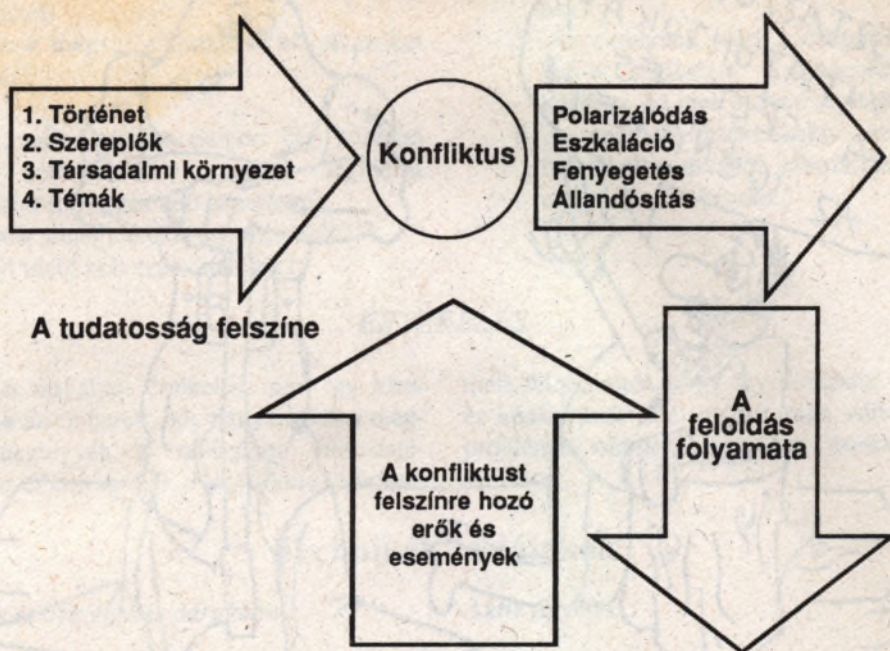 1. Történet
2. Szereplők
3. Társadalmi környezet
4. Témák
Konfliktus
Polarizálódás
Eszkaláció
Fenyegetés
Állandósítás
A tudatosság felszíne
A konfliktust
felszínre hozó
erők és
események
A
feloldás
folyamata